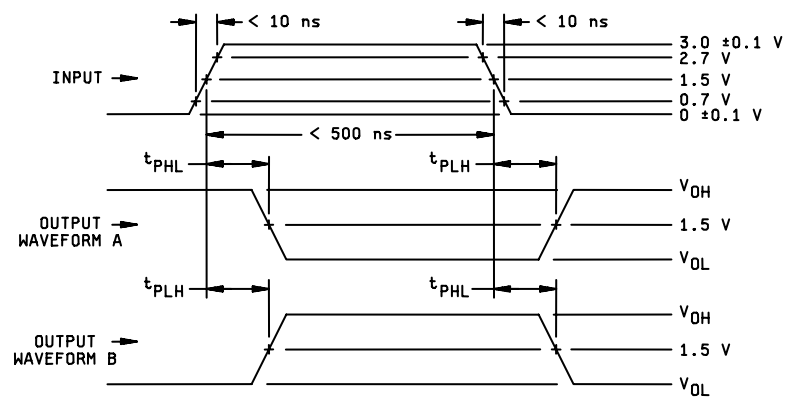 < 10 ns
< 10 ns
3.0 ±0.1 V
2.7 V
INPUT
1.5 V
0.7 V
0 ±0.1 V
< 500 ns
tPHL
tPLH
VOH
OUTPUT
WAVEFORM A
1.5 V
VOL
tPLH
tPHL
VOH
OUTPUT
WAVEFORM B
1.5 V
VOL